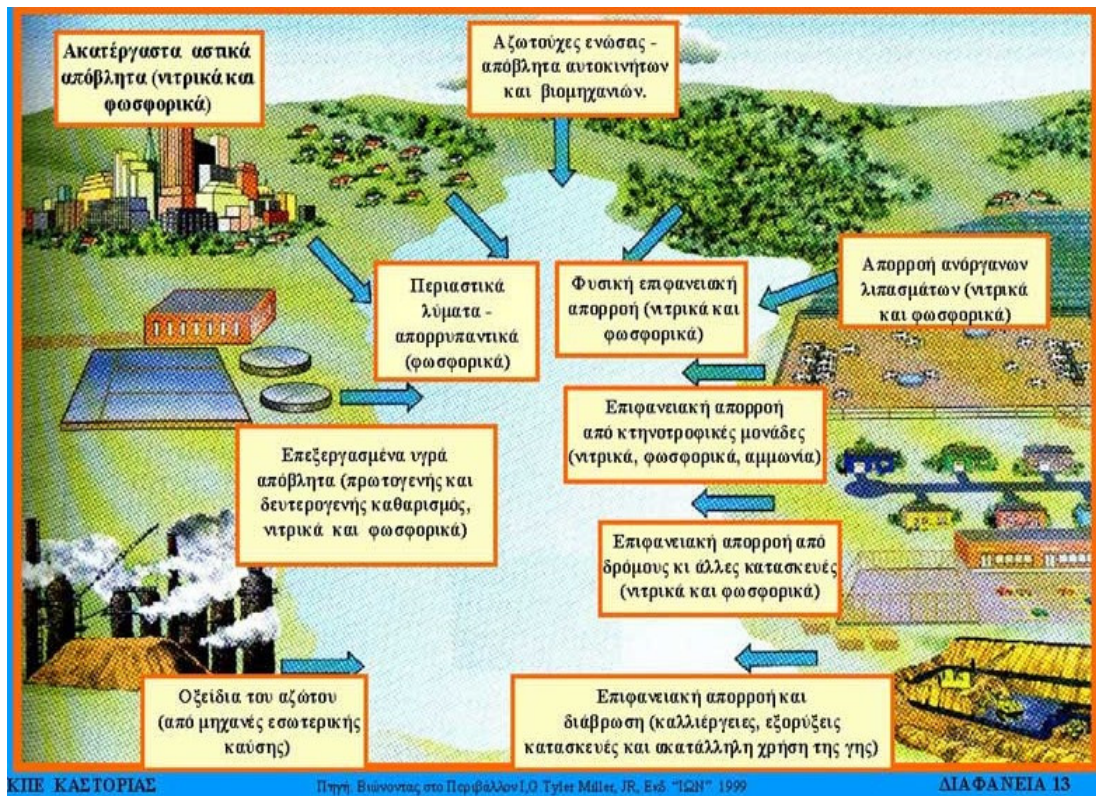 Ακατέργαστα αστικά
απόβλητα (νιτρικά και
φωσφορικά)
Αζωτούχες ενώσεις -
απόβλητα αυτοκινήτων
και βιομηχανιών.
Περιαστικά
λύματα -
απορρυπαντικά
(φωσφορικά)
Φυσική επιφανειακή
απορροή (νιτρικά και
φωσφορικά)
Απορροή ανόργανων
λιπασμάτων (νιτρικά
και φωσφορικά)
Επιφανειακή απορροή
από κτηνοτροφικές μονάδες
(νιτρικά, φωσφορικά, αμμωνία)
Επεξεργασμένα υγρά
απόβλητα (πρωτογενής και
δευτερογενής καθαρισμός,
νιτρικά και φωσφορικά)
Επιφανειακή απορροή από
δρόμους κι άλλες κατασκευές
(νιτρικά και φωσφορικά)
Οξείδια του αζώτου
(από μηχανές εσωτερικής
καύσης)
Επιφανειακή απορροή και
διάβρωση (καλλιέργειες, εξορύξεις
κατασκευές και ακατάλληλη χρήση της γης)
ΚΠΕ ΚΑΣΤΟΡΙΑΣ
Πηγή: Βιώνοντας στο Περιβάλλον Ι, G.Tyler Miller, JR, Εκδ. "ΙΩΝ" 1999
ΔΙΑΦΑΝΕΙΑ 13